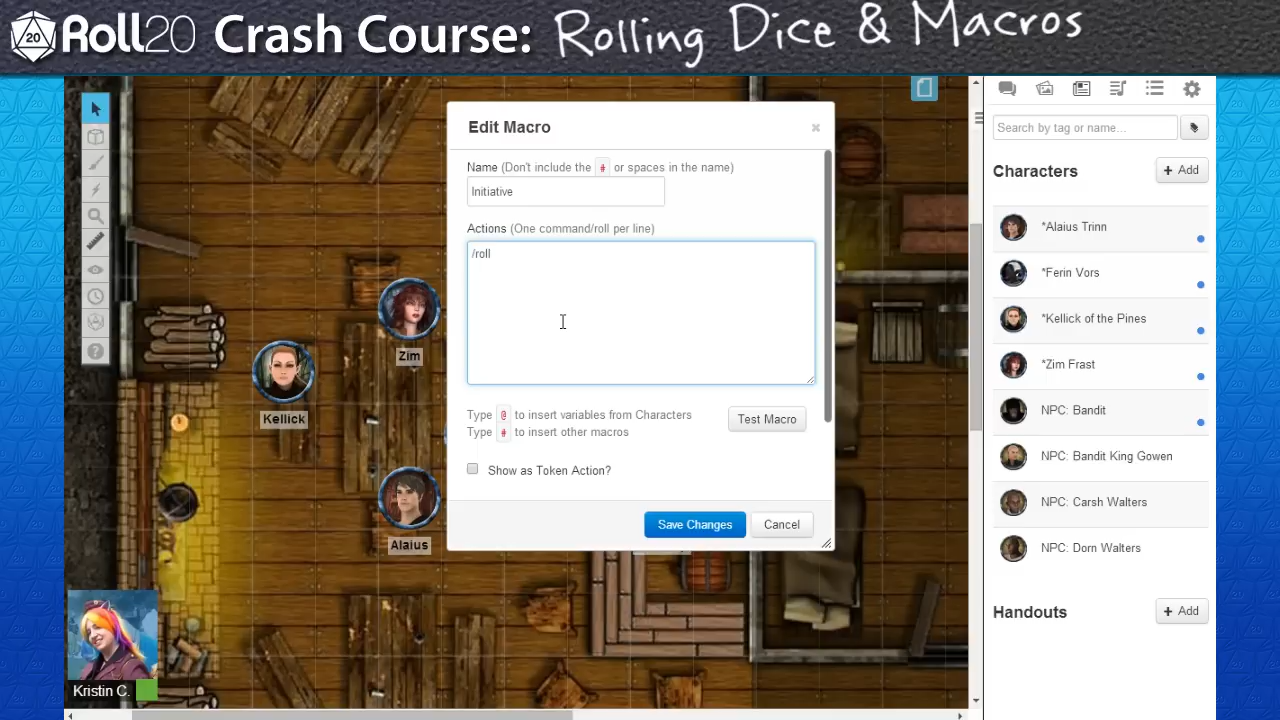 20 Roll20 Crash Course: Rolling Dice & Macros
Edit Macro
×
Name (Don't include the # or spaces in the name)
Initiative
Actions (One command/roll per line)
/roll
Type @ to insert variables from Characters
Type # to insert other macros
Test Macro
Show as Token Action?
Save Changes
Cancel
Zim
Kellick
Alaius
Kristin C.
Search by tag or name...
Characters
+ Add
*Alaius Trinn
*Ferin Vors
*Kellick of the Pines
*Zim Frast
NPC: Bandit
NPC: Bandit King Gowen
NPC: Carsh Walters
NPC: Dorn Walters
Handouts
+ Add